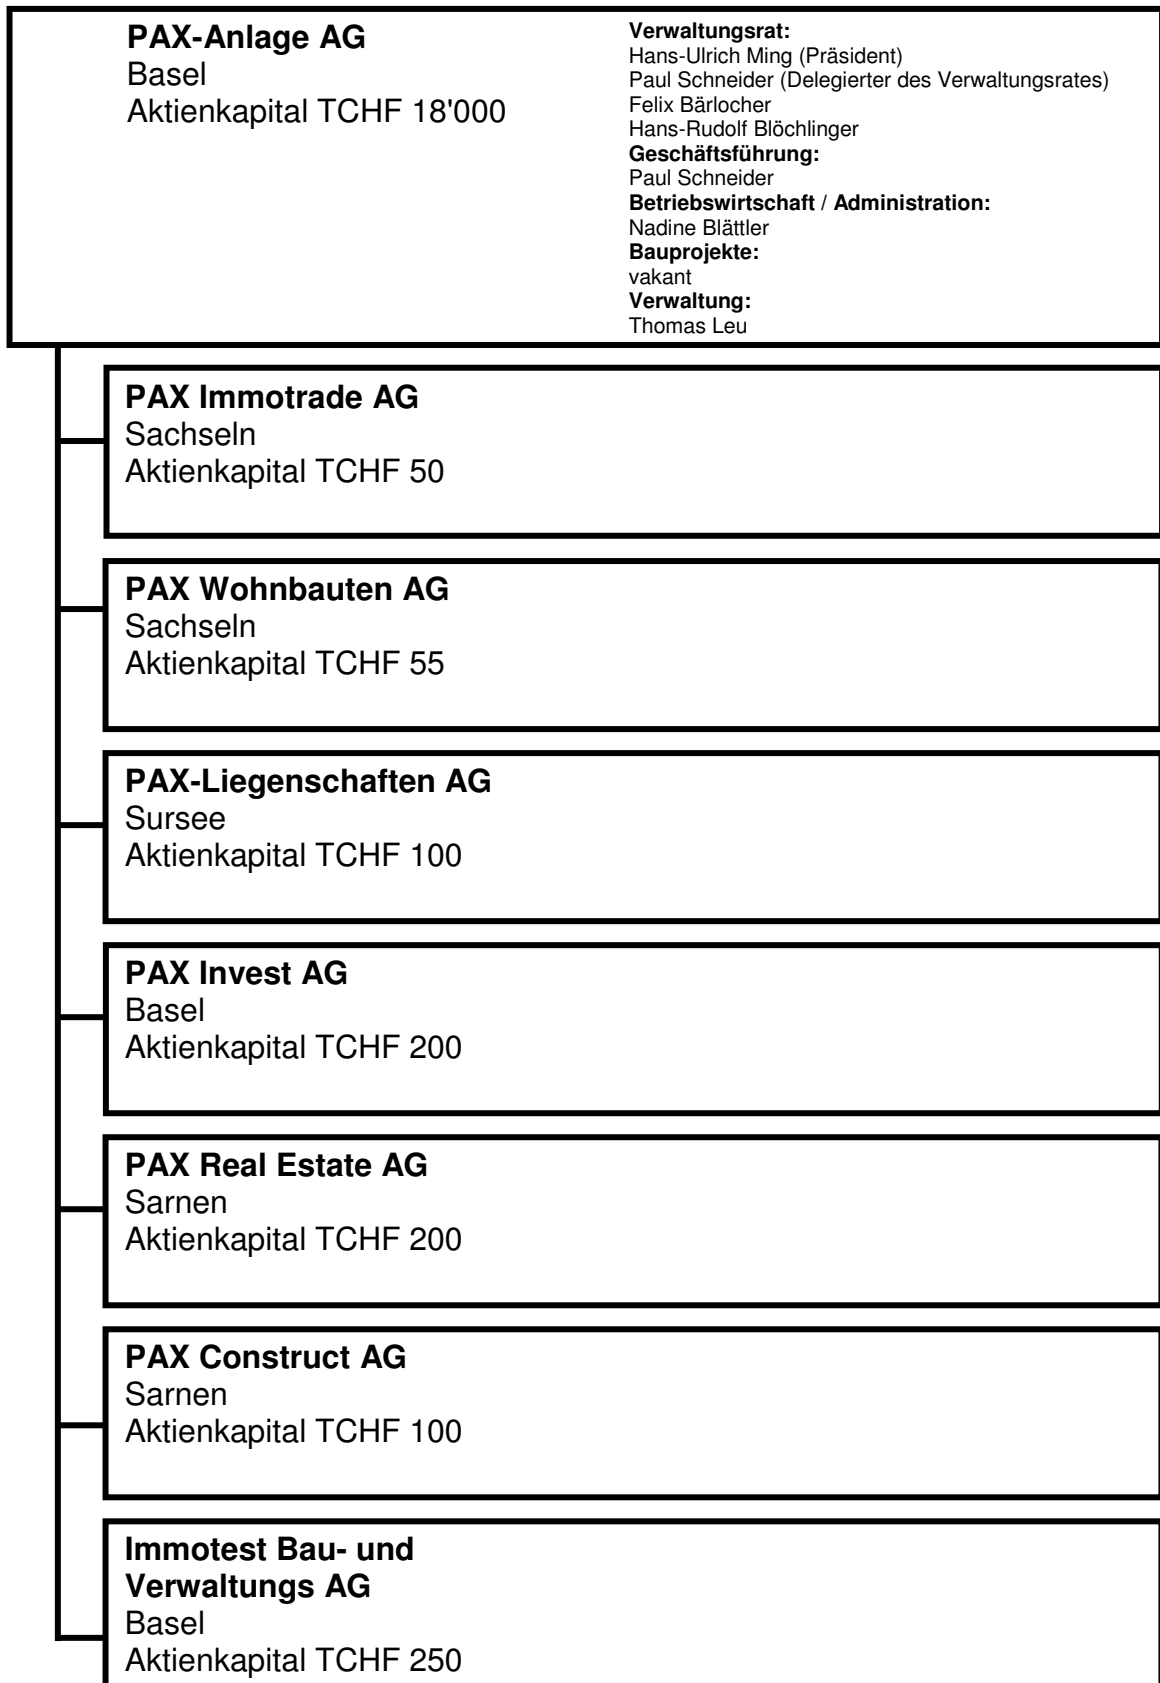 PAX-Anlage AG
Basel
Aktienkapital TCHF 18'000
Verwaltungsrat:
Hans-Ulrich Ming (Präsident)
Paul Schneider (Delegierter des Verwaltungsrates)
Felix Bärlocher
Hans-Rudolf Blöchlinger
Geschäftsführung:
Paul Schneider
Betriebswirtschaft / Administration:
Nadine Blättler
Bauprojekte:
vakant
Verwaltung:
Thomas Leu
PAX Immotrade AG
Sachseln
Aktienkapital TCHF 50
PAX Wohnbauten AG
Sachseln
Aktienkapital TCHF 55
PAX-Liegenschaften AG
Sursee
Aktienkapital TCHF 100
PAX Invest AG
Basel
Aktienkapital TCHF 200
PAX Real Estate AG
Sarnen
Aktienkapital TCHF 200
PAX Construct AG
Sarnen
Aktienkapital TCHF 100
Immotest Bau- und
Verwaltungs AG
Basel
Aktienkapital TCHF 250